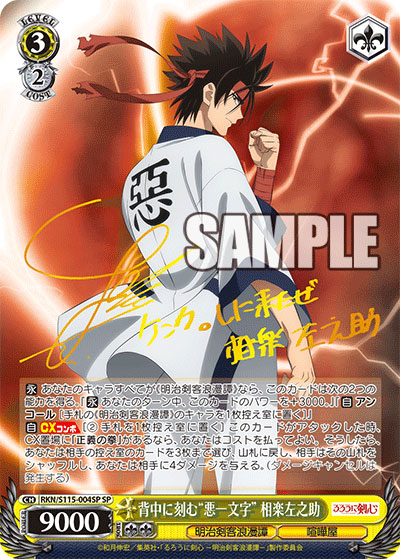 LEVEL
3
2
COST
惡
SAMPLE
ケンカ。しに来たぜ
相楽 左之助
永 あなたのキャラすべてが《明治剣客浪漫譚》なら、このカードは次の2つの
能力を得る。『永 あなたのターン中、このカードのパワーを+3000。』『自 アン
コール [手札の《明治剣客浪漫譚》のキャラを1枚控え室に置く]』
自 CXコンボ [② 手札を1枚控え室に置く] このカードがアタックした時、
CX置場に「正義の拳」があるなら、あなたはコストを払ってよい。そうしたら、
あなたは相手の控え室のカードを3枚まで選び、山札に戻し、相手はその山札を
シャッフルし、あなたは相手に4ダメージを与える。(ダメージキャンセルは
発生する)
CH RKN/S115-004SP SP
POWER
9000
背中に刻む"悪一文字" 相楽左之助
るろうに剣心
明治剣客浪漫譚
喧嘩屋
©和月伸宏/集英社・「るろうに剣心 -明治剣客浪漫譚-」製作委員会